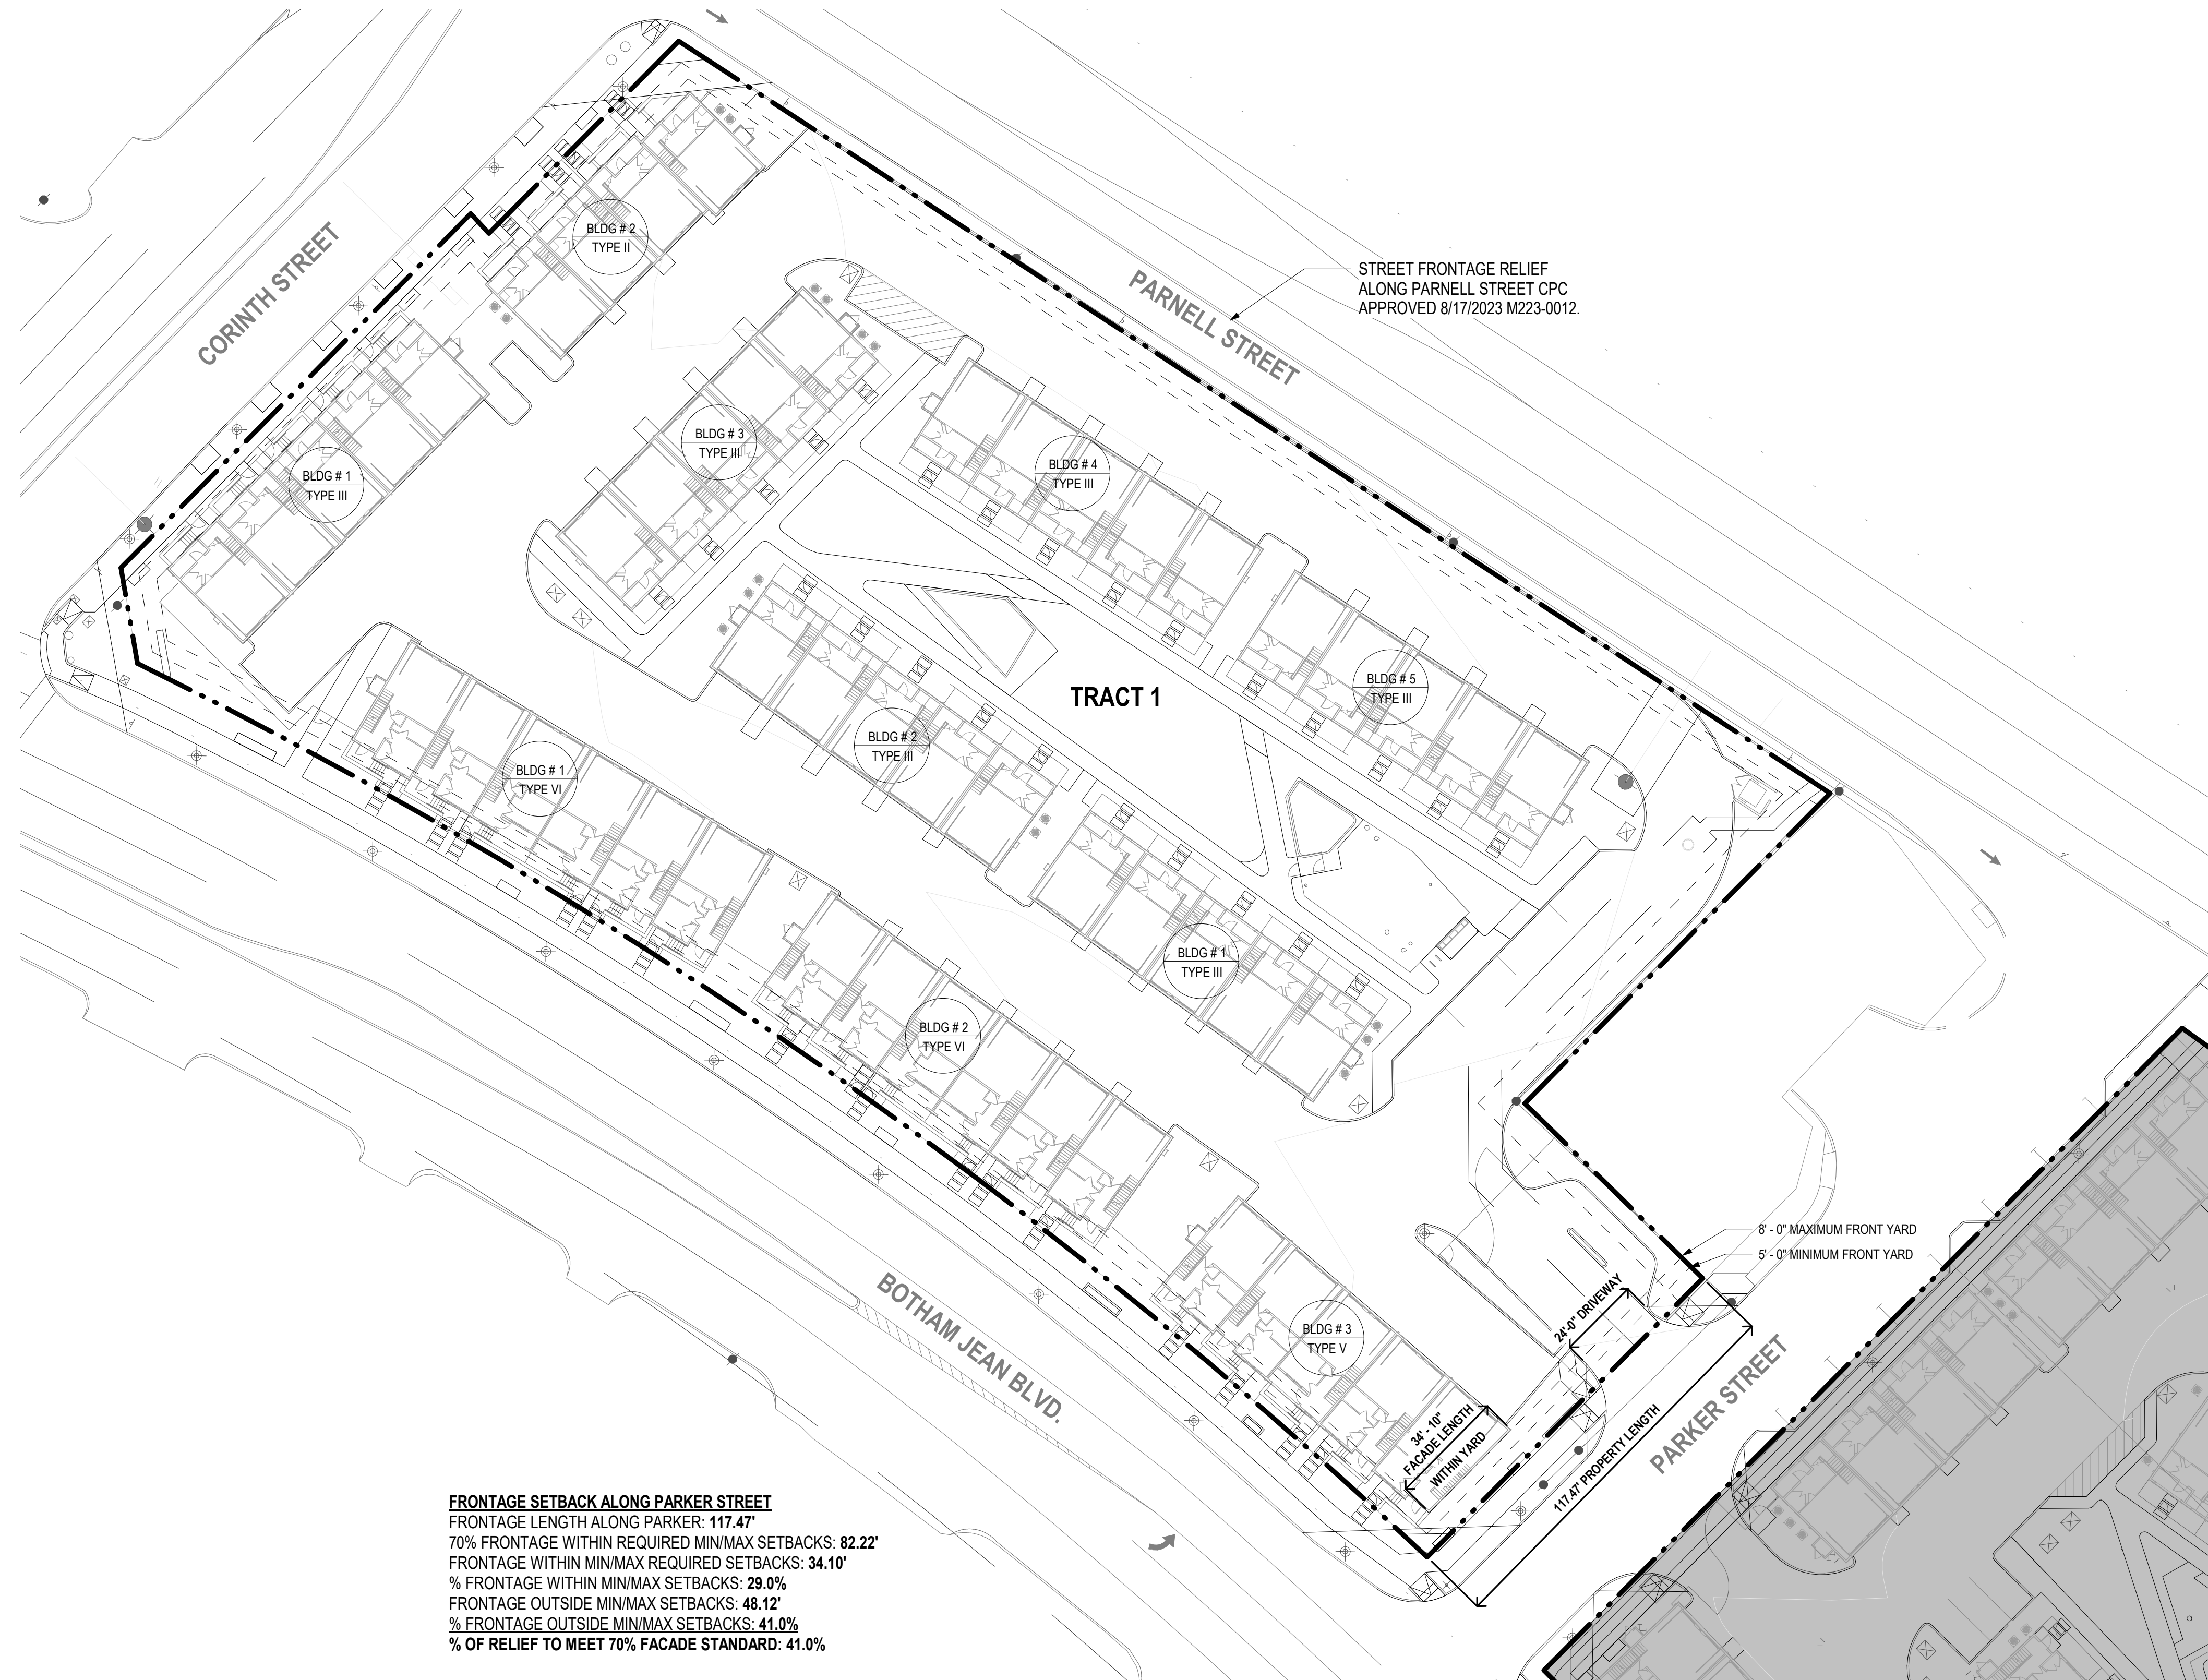 CORINTH STREET
PARNELL STREET
STREET FRONTAGE RELIEF
ALONG PARNELL STREET CPC
APPROVED 8/17/2023 M223-0012.
BLDG # 2
TYPE II
BLDG # 3
TYPE III
BLDG # 4
TYPE III
BLDG # 1
TYPE III
BLDG # 5
TYPE III
TRACT 1
BLDG # 2
TYPE III
BLDG # 1
TYPE VI
BLDG # 1
TYPE III
BLDG # 2
TYPE VI
8' - 0" MAXIMUM FRONT YARD
5' - 0" MINIMUM FRONT YARD
24'-0" DRIVEWAY
BLDG # 3
TYPE V
BOTHAM JEAN BLVD.
34' - 10"
FACADE LENGTH
WITHIN YARD
117.47' PROPERTY LENGTH
PARKER STREET
FRONTAGE SETBACK ALONG PARKER STREET
FRONTAGE LENGTH ALONG PARKER: 117.47'
70% FRONTAGE WITHIN REQUIRED MIN/MAX SETBACKS: 82.22'
FRONTAGE WITHIN MIN/MAX REQUIRED SETBACKS: 34.10'
% FRONTAGE WITHIN MIN/MAX SETBACKS: 29.0%
FRONTAGE OUTSIDE MIN/MAX SETBACKS: 48.12'
% FRONTAGE OUTSIDE MIN/MAX SETBACKS: 41.0%
% OF RELIEF TO MEET 70% FACADE STANDARD: 41.0%